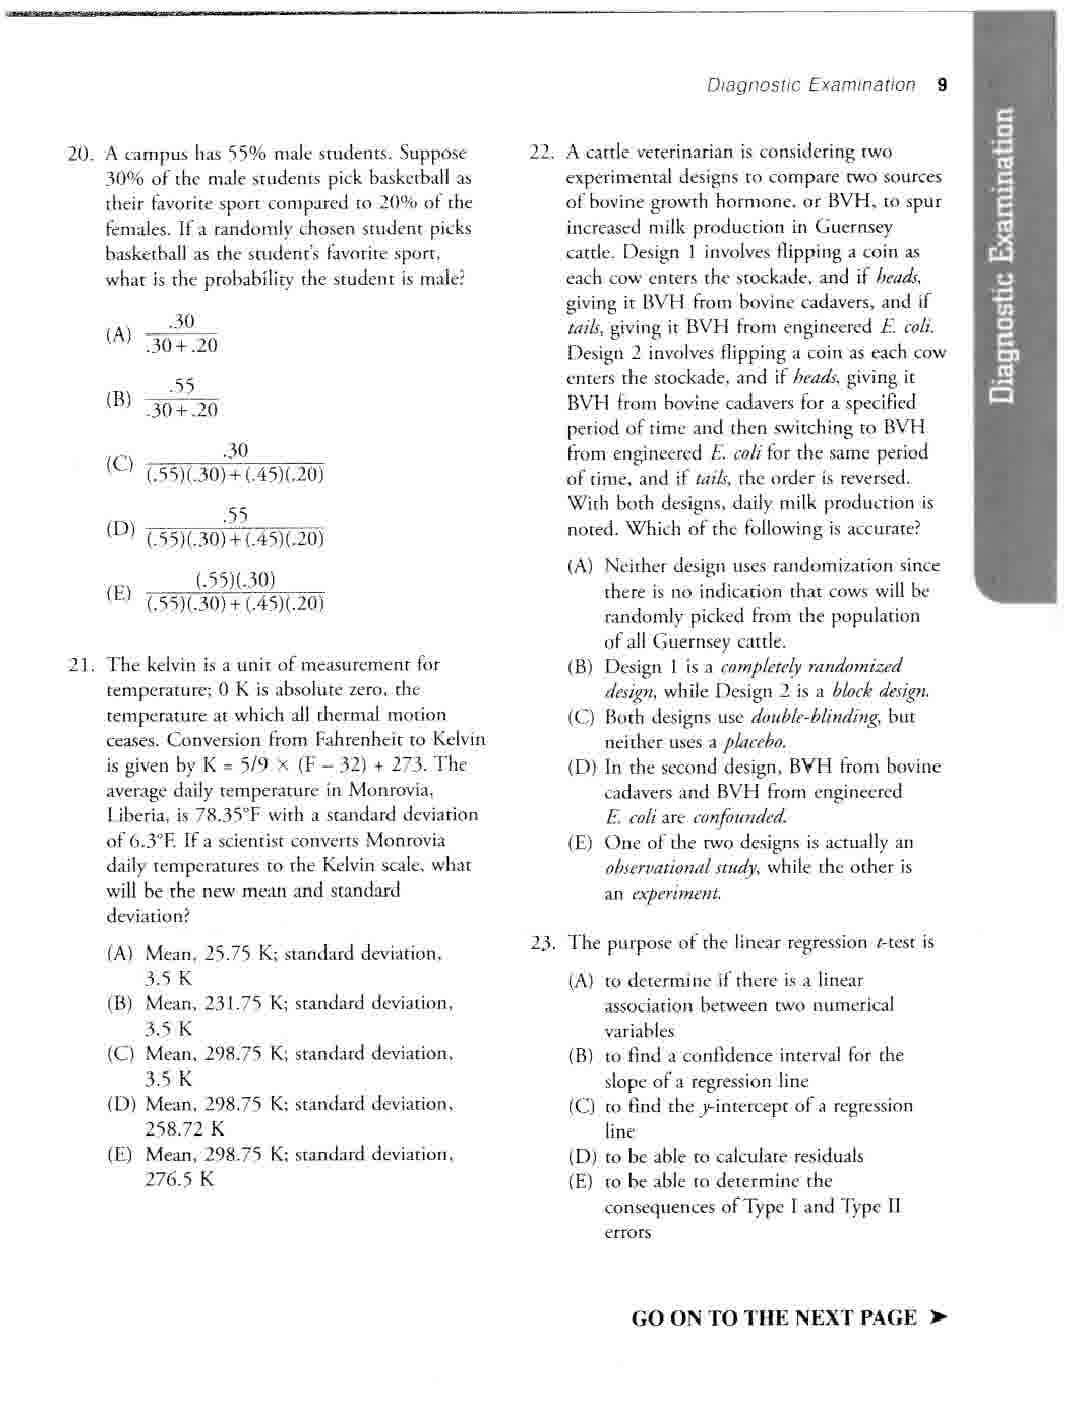 Diagnostic Examination 9
20. A campus has 55% male students. Suppose
30% of the male students pick basketball as
their favorite sport compared to 20% of the
females. If a randomly chosen student picks
basketball as the student's favorite sport,
what is the probability the student is male?
(A) .30
.30 + .20
(B) .55
.30 + .20
(C) .30
(.55)(.30) + (.45)(.20)
(D) .55
(.55)(.30) + (.45)(.20)
(E) (.55)(.30)
(.55)(.30) + (.45)(.20)
21. The kelvin is a unit of measurement for
temperature; 0 K is absolute zero, the
temperature at which all thermal motion
ceases. Conversion from Fahrenheit to Kelvin
is given by K = 5/9 × (F – 32) + 273. The
average daily temperature in Monrovia,
Liberia, is 78.35°F with a standard deviation
of 6.3°F. If a scientist converts Monrovia
daily temperatures to the Kelvin scale, what
will be the new mean and standard
deviation?
(A) Mean, 25.75 K; standard deviation,
3.5 K
(B) Mean, 231.75 K; standard deviation,
3.5 K
(C) Mean, 298.75 K; standard deviation,
3.5 K
(D) Mean, 298.75 K; standard deviation,
258.72 K
(E) Mean, 298.75 K; standard deviation,
276.5 K
22. A cattle veterinarian is considering two
experimental designs to compare two sources
of bovine growth hormone, or BVH, to spur
increased milk production in Guernsey
cattle. Design 1 involves flipping a coin as
each cow enters the stockade, and if heads,
giving it BVH from bovine cadavers, and if
tails, giving it BVH from engineered E. coli.
Design 2 involves flipping a coin as each cow
enters the stockade, and if heads, giving it
BVH from bovine cadavers for a specified
period of time and then switching to BVH
from engineered E. coli for the same period
of time, and if tails, the order is reversed.
With both designs, daily milk production is
noted. Which of the following is accurate?
(A) Neither design uses randomization since
there is no indication that cows will be
randomly picked from the population
of all Guernsey cattle.
(B) Design 1 is a completely randomized
design, while Design 2 is a block design.
(C) Both designs use double-blinding, but
neither uses a placebo.
(D) In the second design, BVH from bovine
cadavers and BVH from engineered
E. coli are confounded.
(E) One of the two designs is actually an
observational study, while the other is
an experiment.
23. The purpose of the linear regression t-test is
(A) to determine if there is a linear
association between two numerical
variables
(B) to find a confidence interval for the
slope of a regression line
(C) to find the y-intercept of a regression
line
(D) to be able to calculate residuals
(E) to be able to determine the
consequences of Type I and Type II
errors
GO ON TO THE NEXT PAGE ➤
Diagnostic Examination